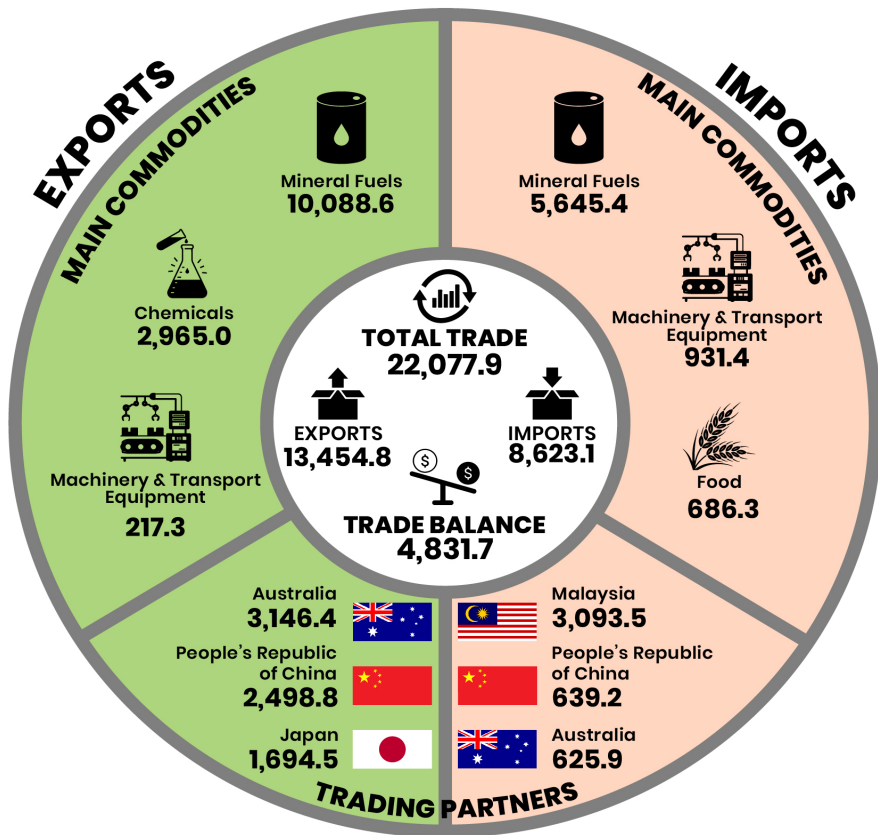 EXPORTS
MAIN COMMODITIES
Mineral Fuels
10,088.6
Chemicals
2,965.0
Machinery & Transport
Equipment
217.3
IMPORTS
MAIN COMMODITIES
Mineral Fuels
5,645.4
Machinery & Transport
Equipment
931.4
Food
686.3
TOTAL TRADE
22,077.9
EXPORTS
13,454.8
IMPORTS
8,623.1
$
$
TRADE BALANCE
4,831.7
Australia
3,146.4
People's Republic
of China
2,498.8
Japan
1,694.5
Malaysia
3,093.5
People's Republic
of China
639.2
Australia
625.9
TRADING PARTNERS